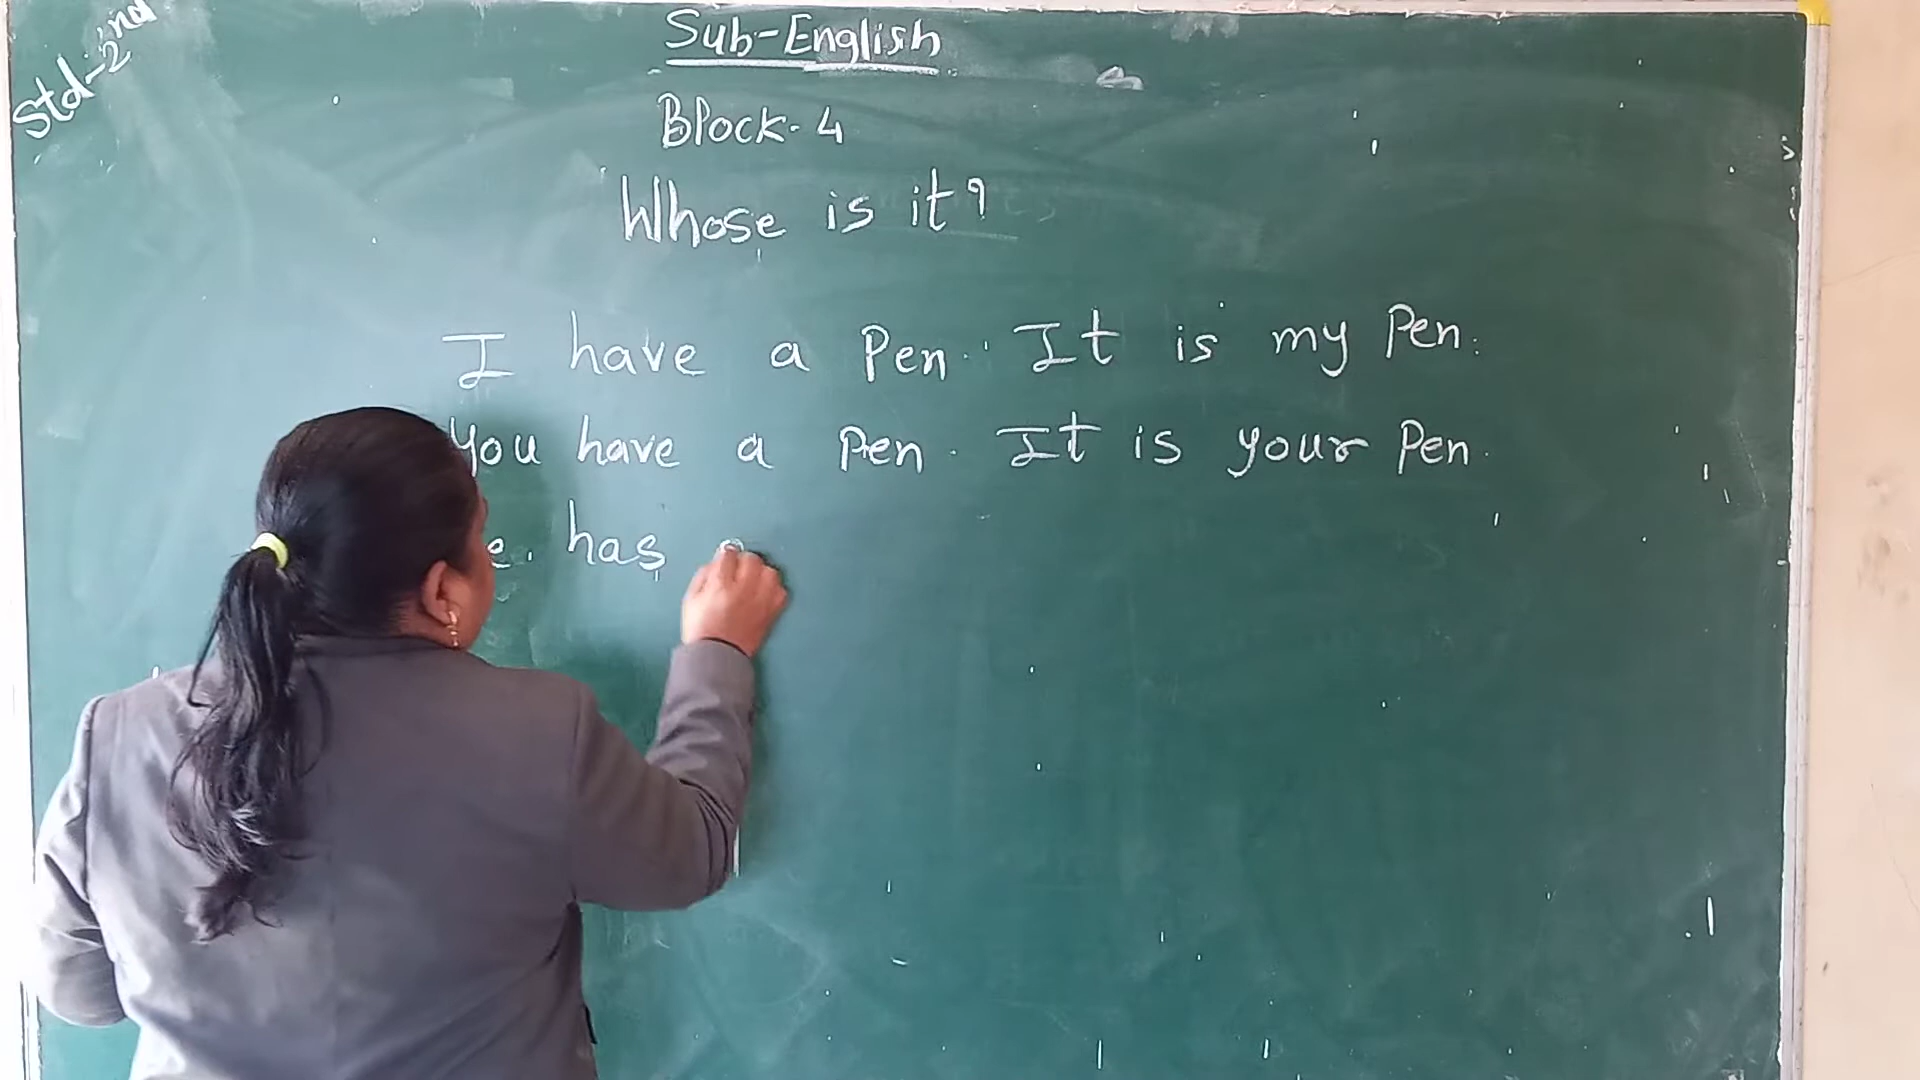 Std-2nd
Sub-English
Block-4
Whose is it?
I have a Pen. It is my Pen.
You have a Pen. It is your Pen.
has